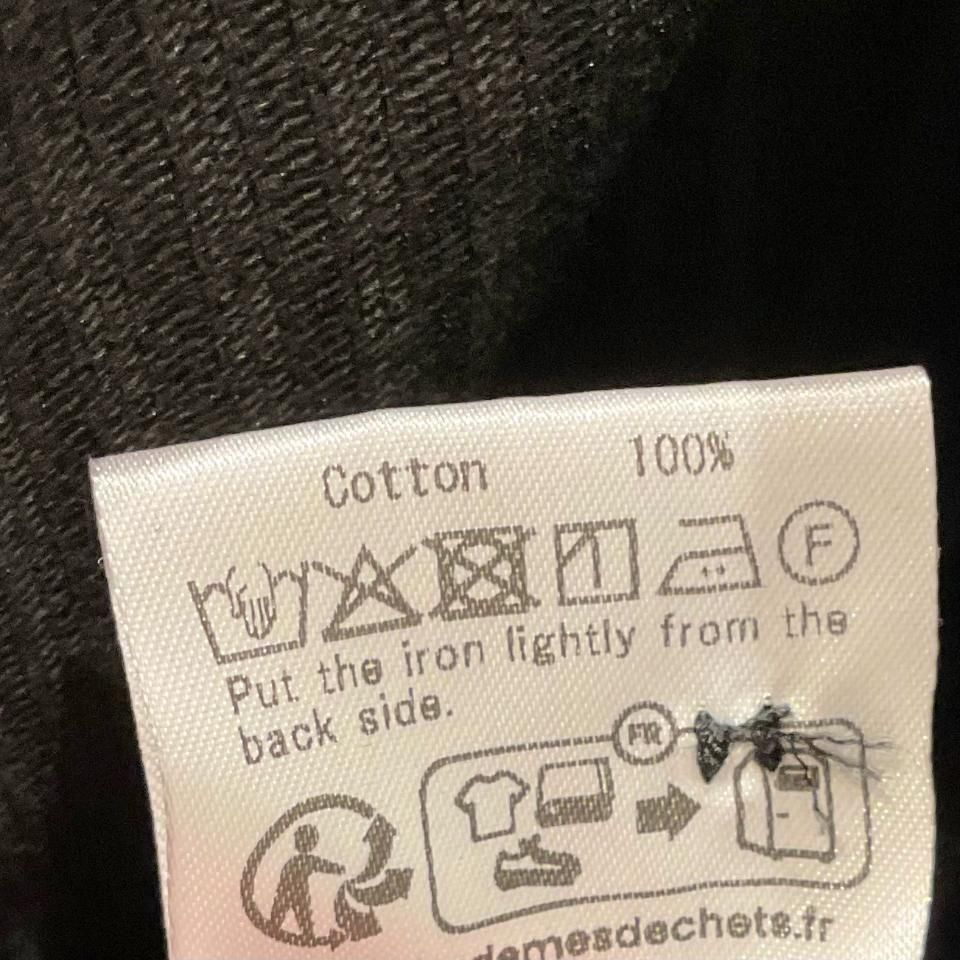 Cotton 100%
F
Put the iron lightly from the
back side.
FR
demesdechets.fr